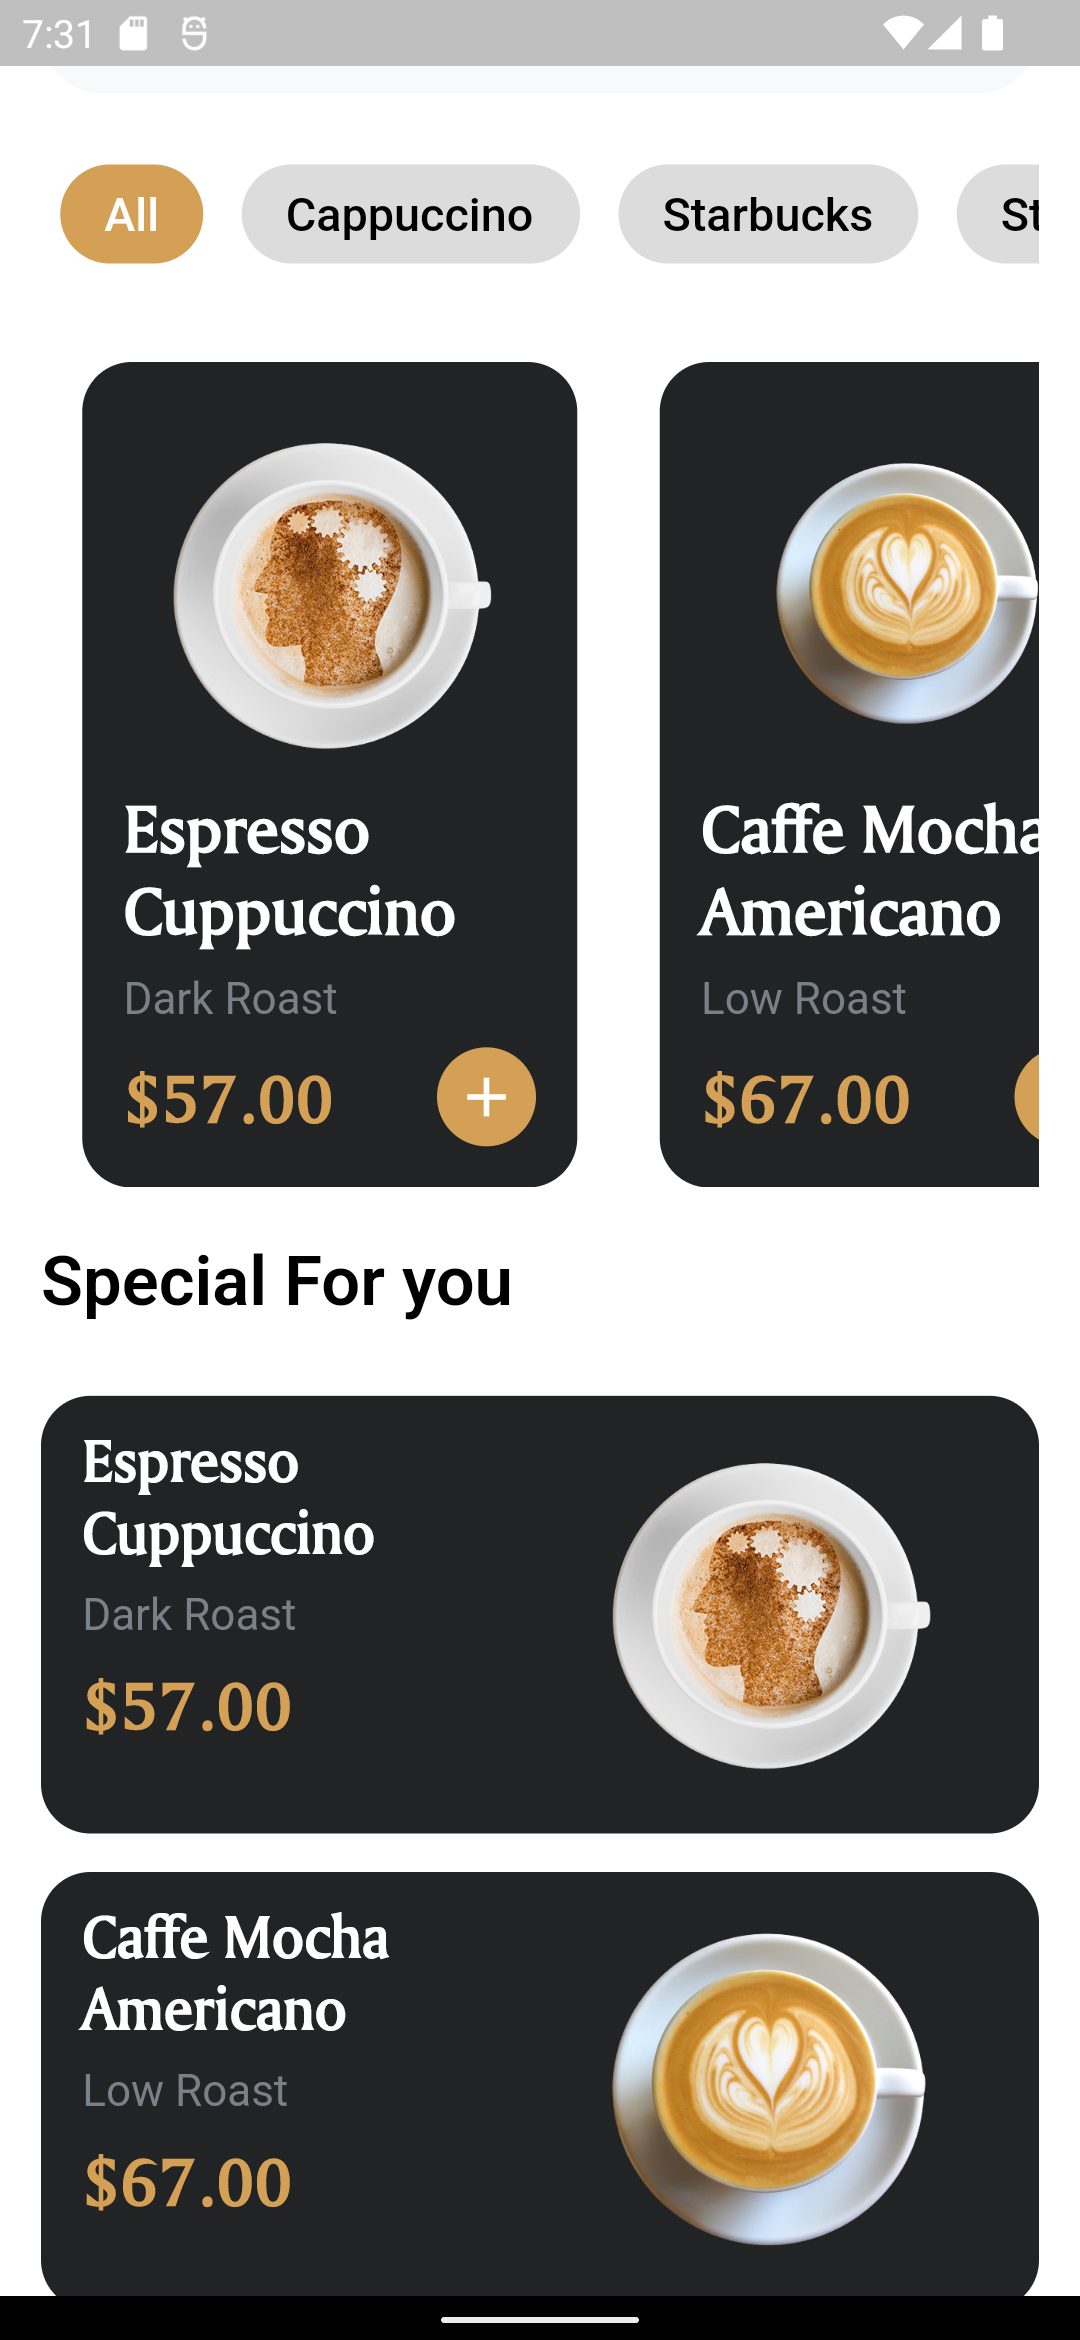 7:31
All
Cappuccino
Starbucks
St
Espresso
Cuppuccino
Dark Roast
$57.00
Caffe Mocha
Americano
Low Roast
$67.00
Special For you
Espresso
Cuppuccino
Dark Roast
$57.00
Caffe Mocha
Americano
Low Roast
$67.00